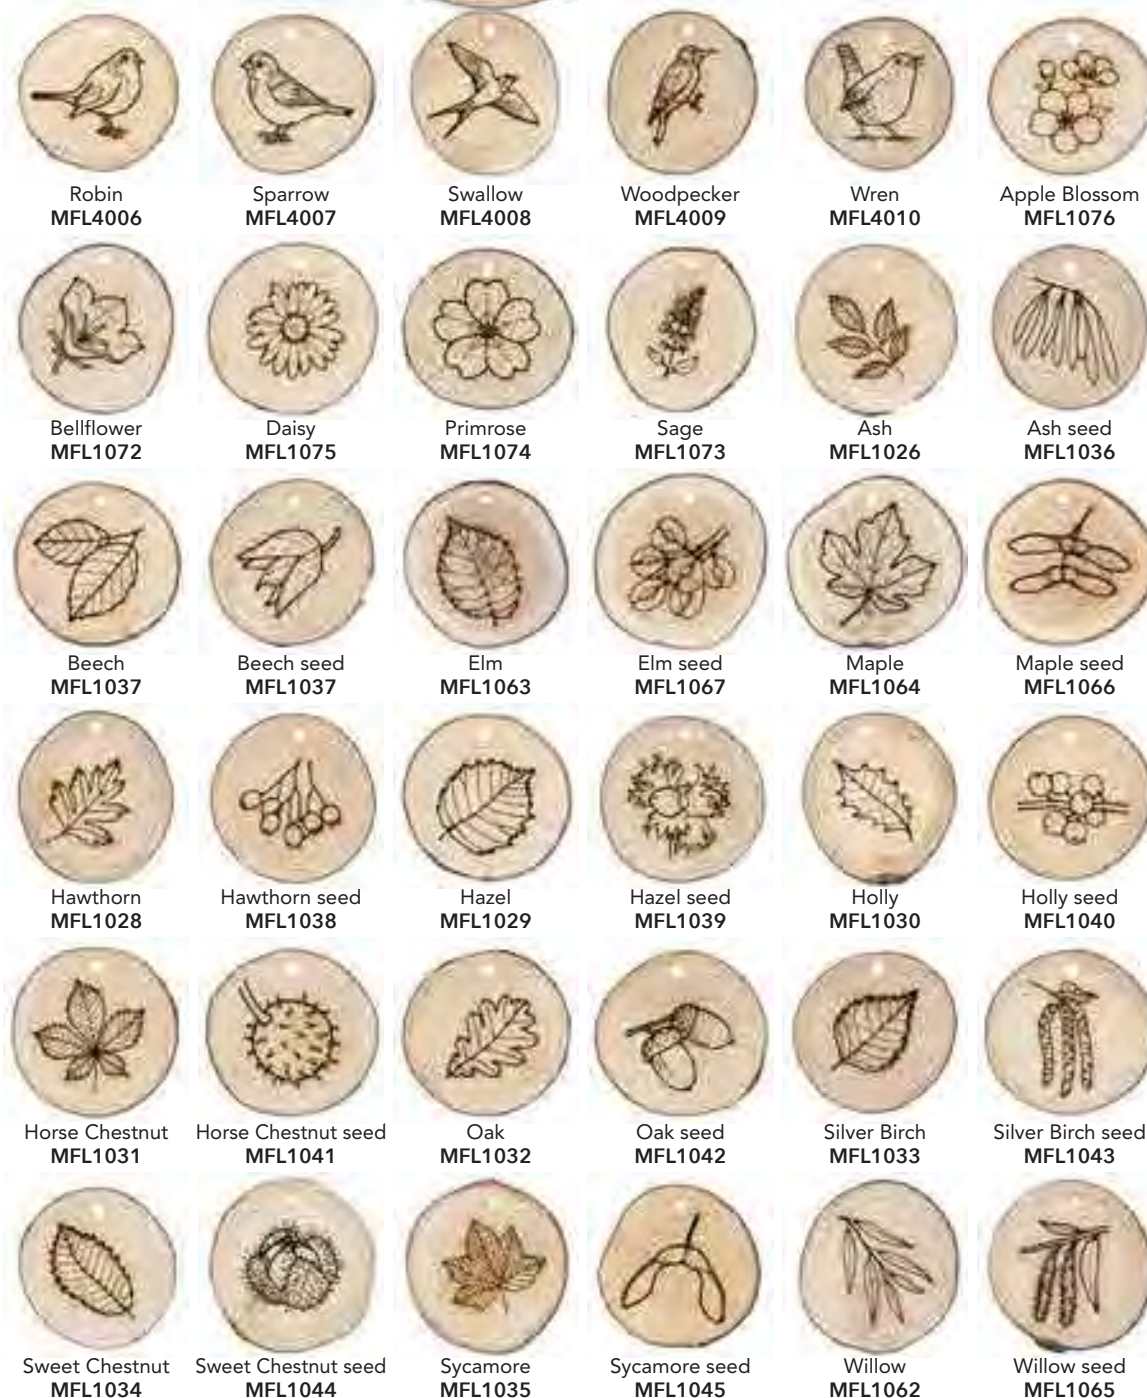 Robin
MFL4006
Sparrow
MFL4007
Swallow
MFL4008
Woodpecker
MFL4009
Wren
MFL4010
Apple Blossom
MFL1076
Bellflower
MFL1072
Daisy
MFL1075
Primrose
MFL1074
Sage
MFL1073
Ash
MFL1026
Ash seed
MFL1036
Beech
MFL1037
Beech seed
MFL1037
Elm
MFL1063
Elm seed
MFL1067
Maple
MFL1064
Maple seed
MFL1066
Hawthorn
MFL1028
Hawthorn seed
MFL1038
Hazel
MFL1029
Hazel seed
MFL1039
Holly
MFL1030
Holly seed
MFL1040
Horse Chestnut
MFL1031
Horse Chestnut seed
MFL1041
Oak
MFL1032
Oak seed
MFL1042
Silver Birch
MFL1033
Silver Birch seed
MFL1043
Sweet Chestnut
MFL1034
Sweet Chestnut seed
MFL1044
Sycamore
MFL1035
Sycamore seed
MFL1045
Willow
MFL1062
Willow seed
MFL1065